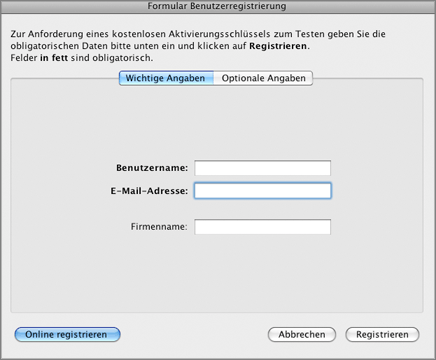 Formular Benutzerregistrierung
Zur Anforderung eines kostenlosen Aktivierungsschlüssels zum Testen geben Sie die
obligatorischen Daten bitte unten ein und klicken auf Registrieren.
Felder in fett sind obligatorisch.
Wichtige Angaben Optionale Angaben
Benutzername:
E-Mail-Adresse:
Firmenname:
Online registrieren Abbrechen Registrieren